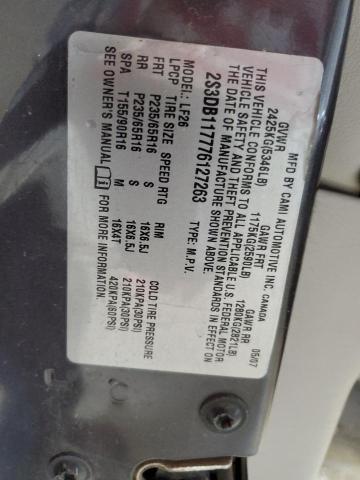 MFD BY CAMI AUTOMOTIVE INC. CANADA 05/07
GVWR GAWR FRT GAWR RR
2425KG(5346LB) 1175KG(2590LB) 1280KG(2821LB)
THIS VEHICLE CONFORMS TO ALL APPLICABLE U.S. FEDERAL MOTOR
VEHICLE SAFETY AND THEFT PREVENTION STANDARDS IN EFFECT ON
THE DATE OF MANUFACTURE SHOWN ABOVE.
2S3DB117776127263 TYPE: M.P.V.
MODEL: LF26
LPCP TIRE SIZE SPEED RTG RIM COLD TIRE PRESSURE
FRT P235/65R16 S 16X6.5J 210KPA(30PSI)
RR P235/65R16 S 16X6.5J 210KPA(30PSI)
SPA T155/90R16 M 16X4T 420KPA(60PSI)
SEE OWNER'S MANUAL FOR MORE INFORMATION.